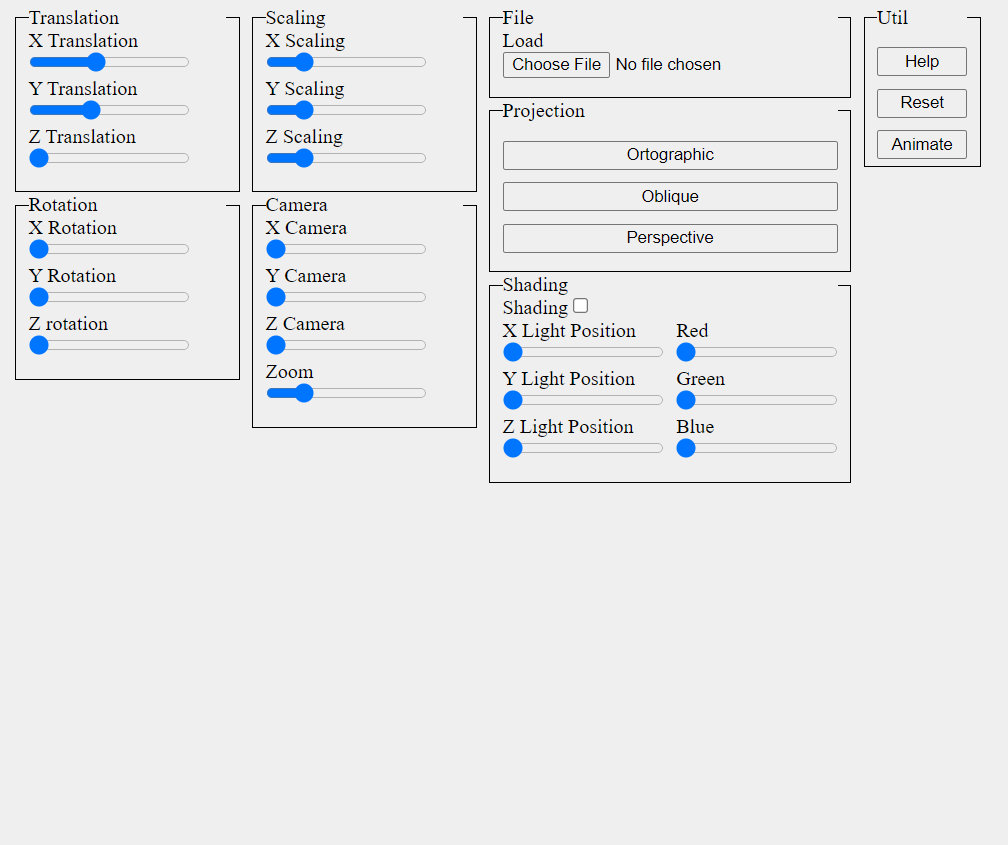 Translation
X Translation
Y Translation
Z Translation
Rotation
X Rotation
Y Rotation
Z rotation
Scaling
X Scaling
Y Scaling
Z Scaling
Camera
X Camera
Y Camera
Z Camera
Zoom
File
Load
Choose File No file chosen
Projection
Ortographic
Oblique
Perspective
Shading
Shading
X Light Position
Y Light Position
Z Light Position
Red
Green
Blue
Util
Help
Reset
Animate